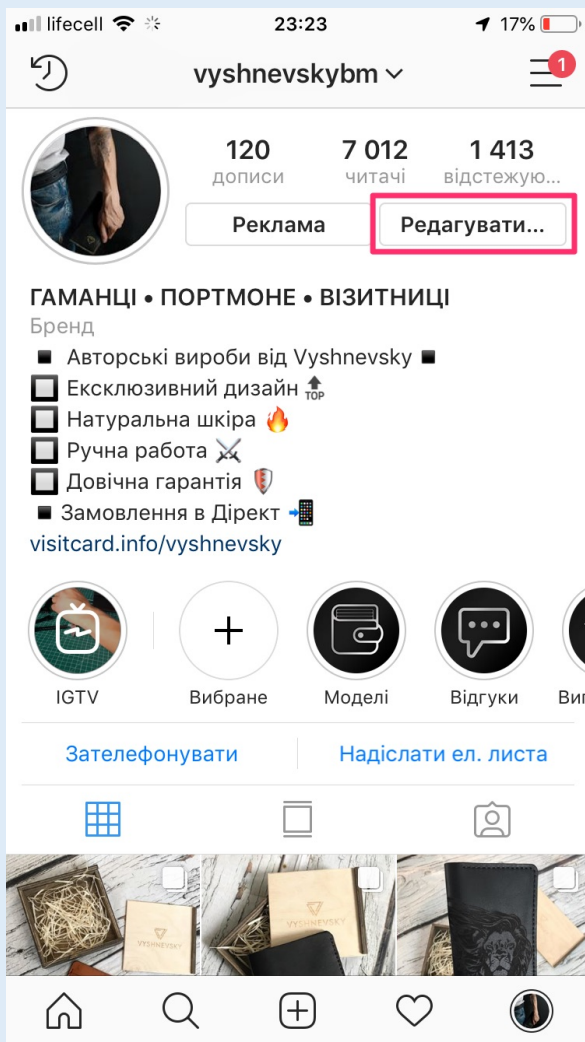 lifecell 23:23 17%
vyshnevskybm 1
120 7 012 1 413
дописи читачі відстежую...
Реклама Редагувати...
ГАМАНЦІ • ПОРТМОНЕ • ВІЗИТНИЦІ
Бренд
◾ Авторські вироби від Vyshnevsky ◾
🔲 Ексклюзивний дизайн 🔝
🔲 Натуральна шкіра 🔥
🔲 Ручна работа ⚔
🔲 Довічна гарантія 🛡
◾ Замовлення в Дірект 📲
visitcard.info/vyshnevsky
IGTV Вибране Моделі Відгуки Виг
Зателефонувати Надіслати ел. листа
VYSHNEVSKY VYSHNEVSKY